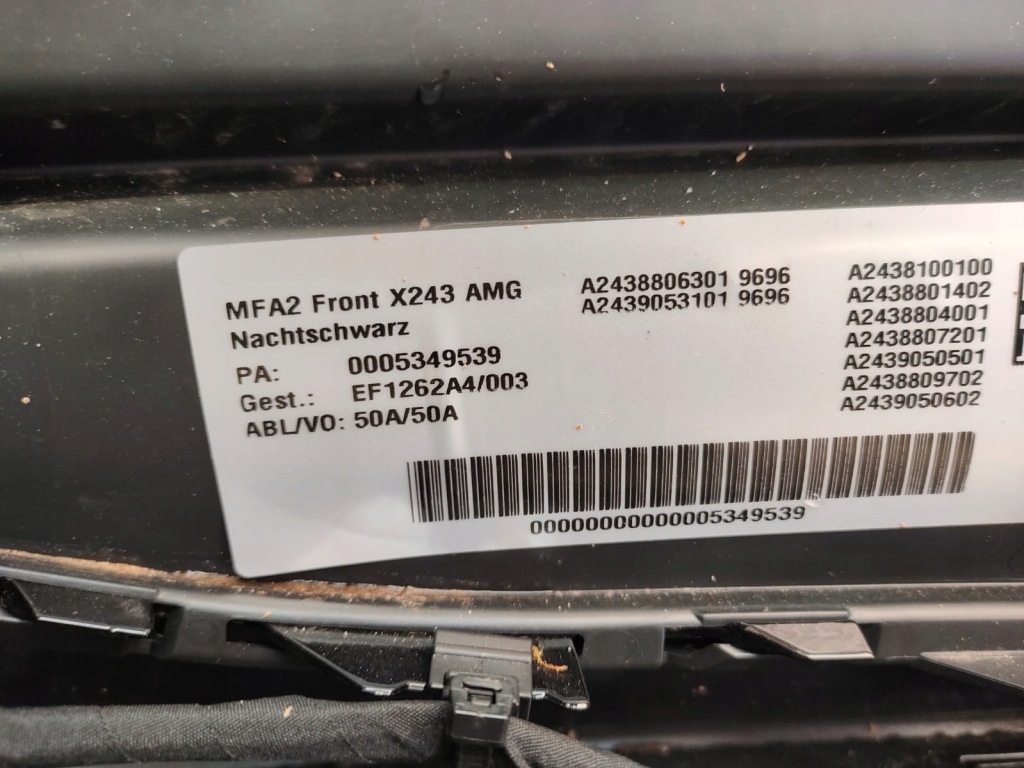 MFA2 Front X243 AMG
Nachtschwarz
PA: 0005349539
Gest.: EF1262A4/003
ABL/VO: 50A/50A
A2438806301 9696
A2439053101 9696
A2438100100
A2438801402
A2438804001
A2438807201
A2439050501
A2438809702
A2439050602
00000000000005349539